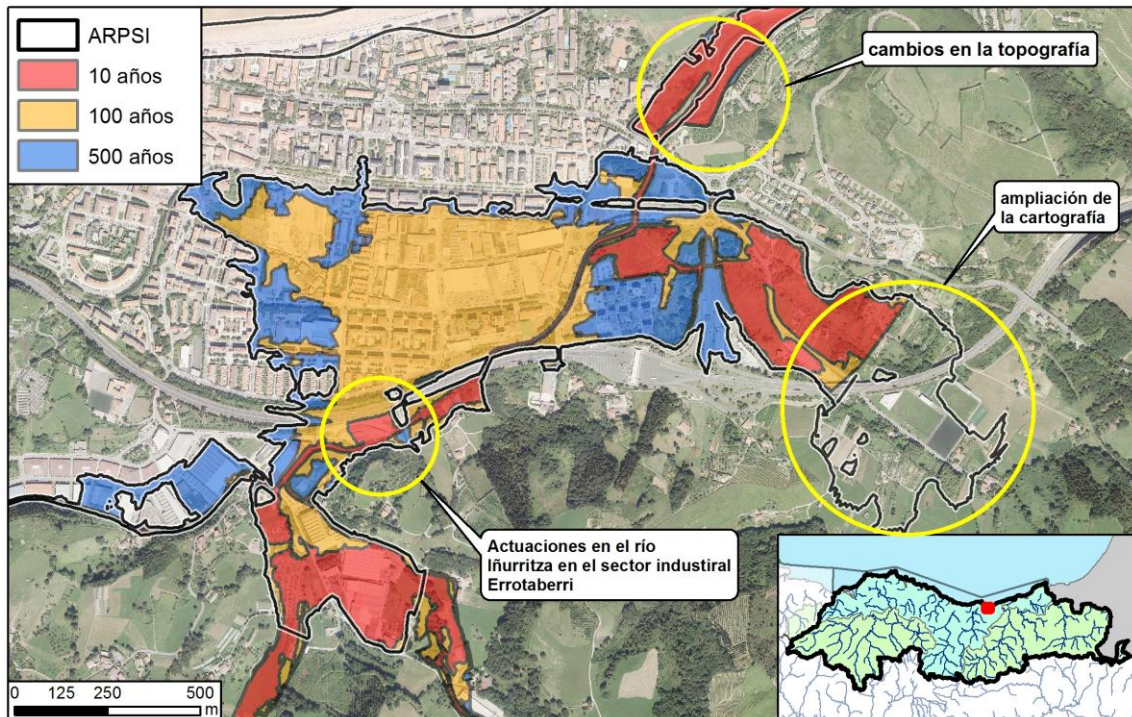 ARPSI
10 años
100 años
500 años
cambios en la topografía
ampliación de
la cartografía
Actuaciones en el río
Iñurritza en el sector indistiral
Errotaberri
0 125 250 500
m